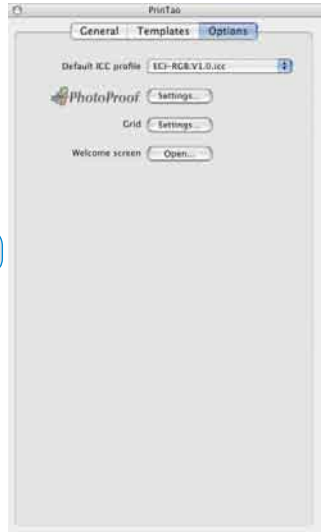 PrinTao
General Templates Options
Default ICC profile ECI-RGB.V1.0.icc
PhotoProof Settings...
Grid Settings...
Welcome screen Open...